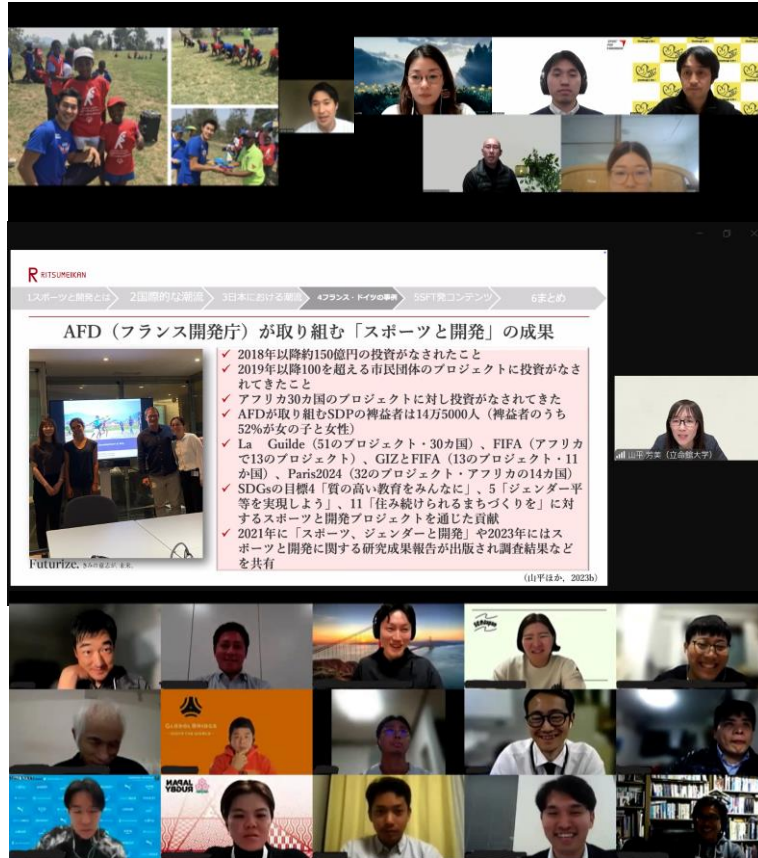 SPORT FOR TOMORROW
R RITSUMEIKAN
1スポーツと開発とは
2国際的な潮流
3日本における潮流
4フランス・ドイツの事例
5SFT発コンテンツ
6まとめ
AFD（フランス開発庁）が取り組む「スポーツと開発」の成果
✓ 2018年以降約150億円の投資がなされたこと
✓ 2019年以降100を超える市民団体のプロジェクトに投資がなさ
れてきたこと
✓ アフリカ30カ国のプロジェクトに対し投資がなされてきた
✓ AFDが取り組むSDPの裨益者は14万5000人（裨益者のうち
52%が女の子と女性）
✓ La Guilde（51のプロジェクト・30カ国）、FIFA（アフリカ
で13のプロジェクト）、GIZとFIFA（13のプロジェクト・11
か国）、Paris2024（32のプロジェクト・アフリカの14カ国）
✓ SDGsの目標4「質の高い教育をみんなに」、5「ジェンダー平
等を実現しよう」、11「住み続けられるまちづくりを」に対
するスポーツと開発プロジェクトを通じた貢献
✓ 2021年に「スポーツ、ジェンダーと開発」や2023年にはス
ポーツと開発に関する研究成果報告が出版され調査結果など
を共有
Futurize. きみの意志が、未来。
（山平ほか, 2023b）
山平 芳美（立命館大学）
GLOBAL BRIDGE
JAPAN
RUGBY